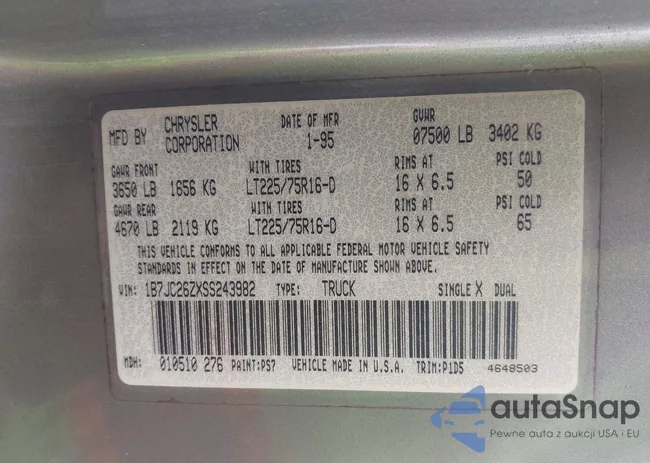 MFD BY CHRYSLER CORPORATION DATE OF MFR 1-95 GVWR 07500 LB 3402 KG
GAWR FRONT WITH TIRES RIMS AT PSI COLD
3650 LB 1656 KG LT225/75R16-D 16 X 6.5 50
GAWR REAR WITH TIRES RIMS AT PSI COLD
4670 LB 2119 KG LT225/75R16-D 16 X 6.5 65
THIS VEHICLE CONFORMS TO ALL APPLICABLE FEDERAL MOTOR VEHICLE SAFETY
STANDARDS IN EFFECT ON THE DATE OF MANUFACTURE SHOWN ABOVE.
VIN: 1B7JC26ZXSS243982 TYPE: TRUCK SINGLE X DUAL
MDH: 010510 276 PAINT:PS7 VEHICLE MADE IN U.S.A. TRIM:P1D5 4648503
autaSnap
Pewne auta z aukcji USA i EU